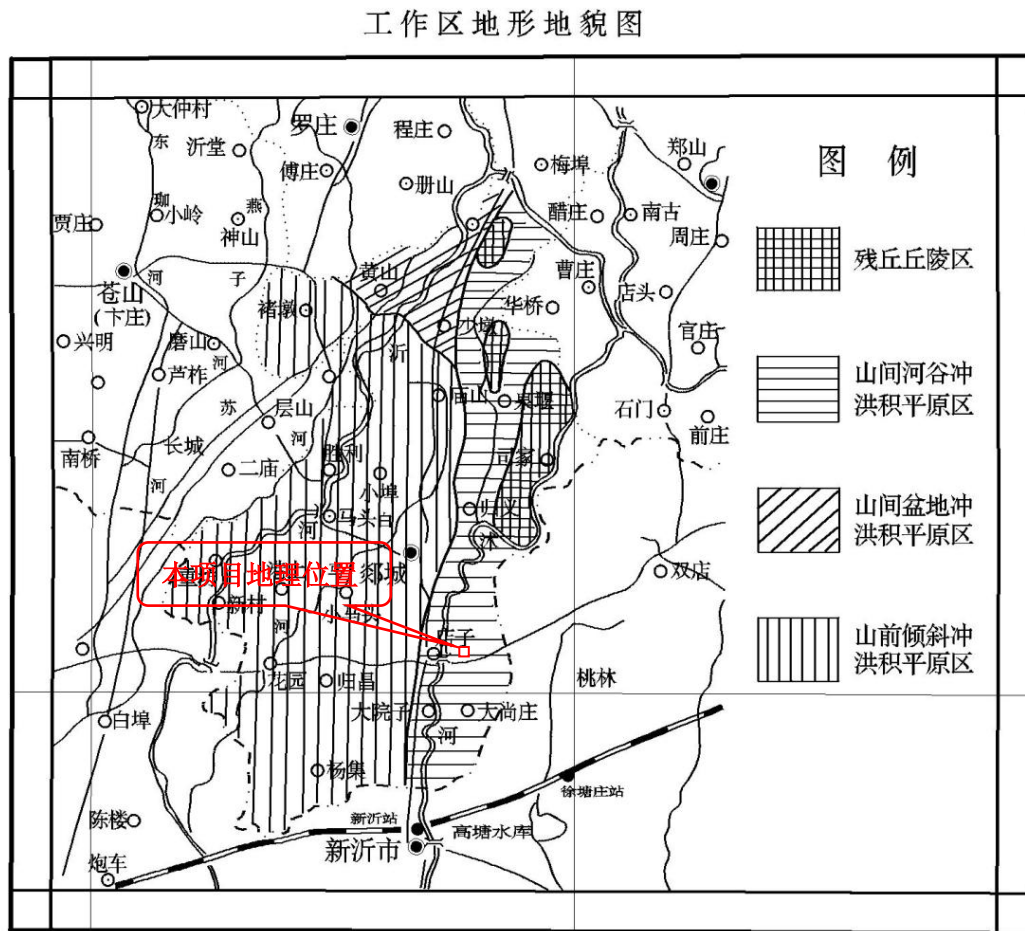 工作区地形地貌图
大仲村
罗庄
程庄
郑山
东
沂堂
傅庄
册山
梅埠
图例
珈
小岭
燕
贾庄
神山
醋庄
南古
周庄
残丘丘陵区
河
子
黄山
曹庄
苍山
(卞庄)
褚墩
华桥
店头
沂
少墩
官庄
兴明
磨山
河
芦柞
山间河谷冲
洪积平原区
苏
层山
庙山
泉堰
石门
前庄
河
长城
南桥
二庙
胜利
司家
小埠
河
归义
山间盆地冲
洪积平原区
河
马头白
沭
本项目地理位置
郯城
双店
新村
小马头
河
店子
山前倾斜冲
洪积平原区
花园
归昌
桃林
白埠
大院子
大尚庄
河
杨集
徐塘庄站
陈楼
新沂站
高塘水库
新沂市
炮车